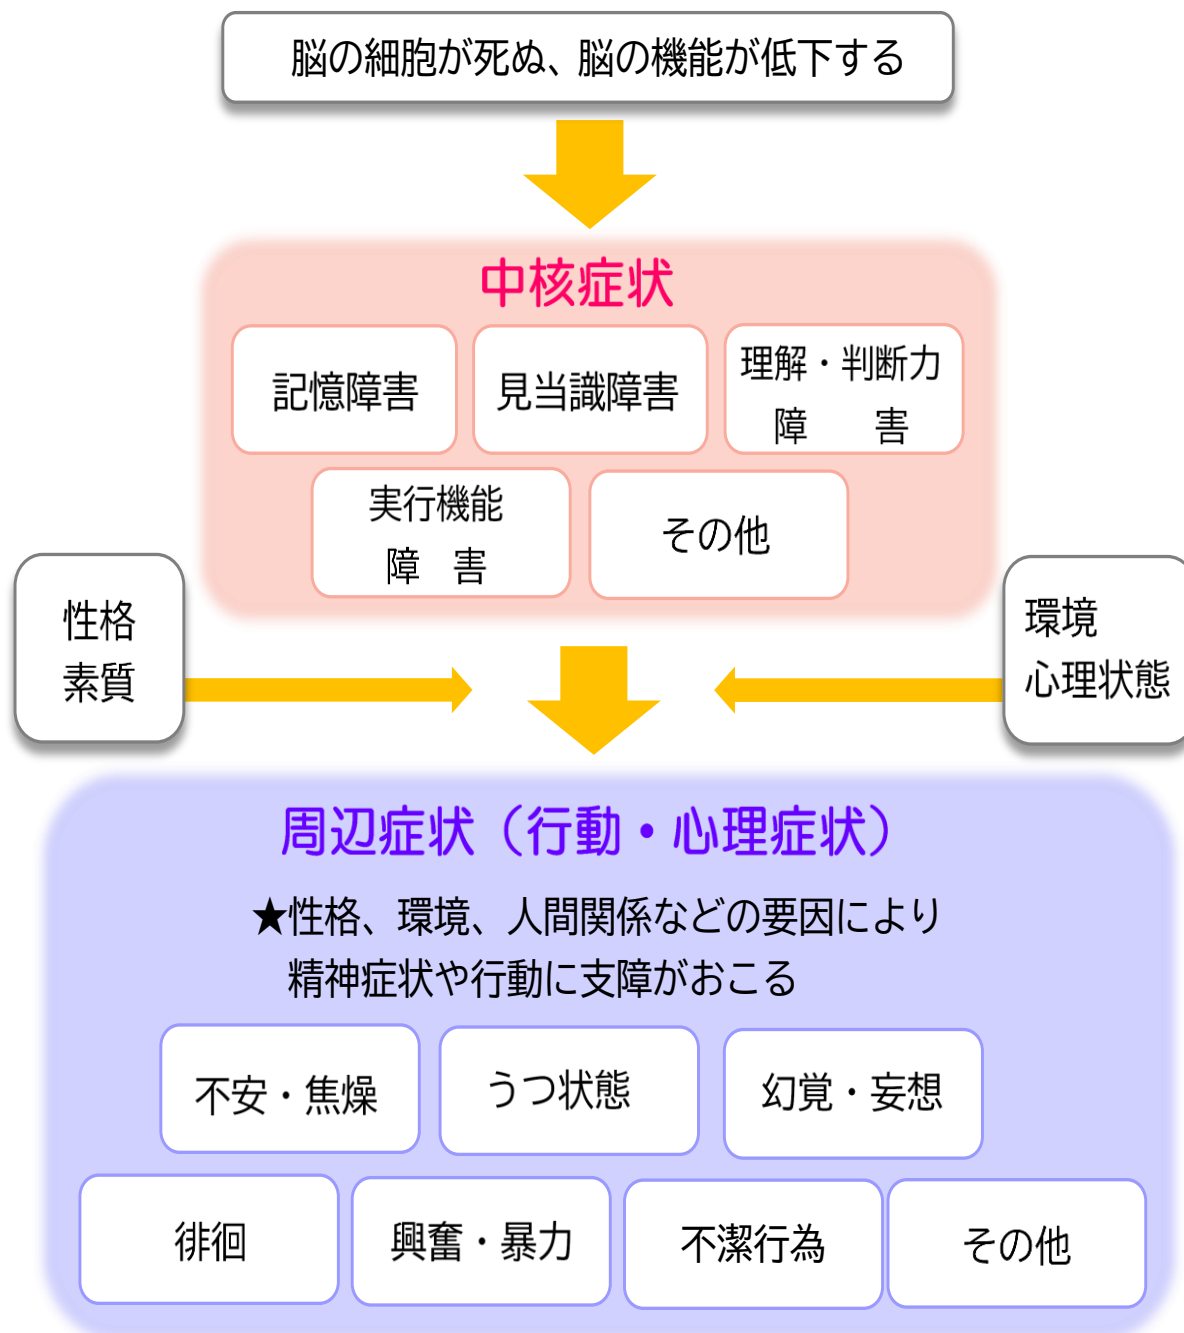 脳の細胞が死ぬ、脳の機能が低下する
中核症状
記憶障害
見当識障害
理解・判断力
障　害
実行機能
障　害
その他
性格
素質
環境
心理状態
周辺症状（行動・心理症状）
★性格、環境、人間関係などの要因により
精神症状や行動に支障がおこる
不安・焦燥
うつ状態
幻覚・妄想
徘徊
興奮・暴力
不潔行為
その他